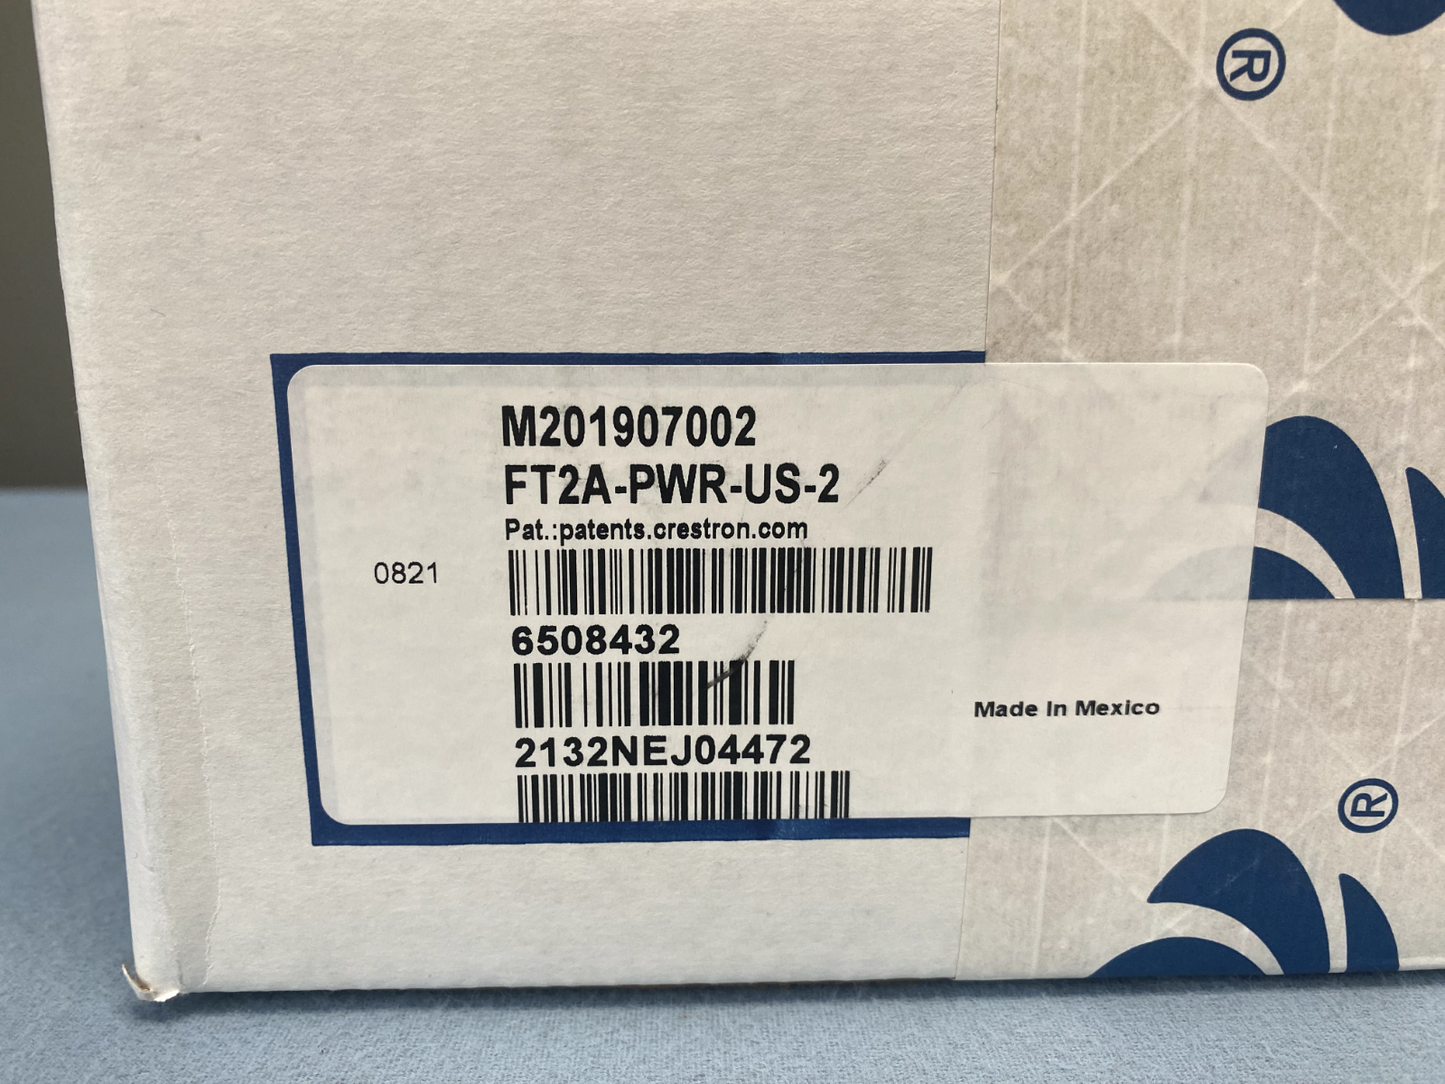 ®
M201907002
FT2A-PWR-US-2
Pat.:patents.crestron.com
0821
6508432
Made In Mexico
2132NEJ04472
®